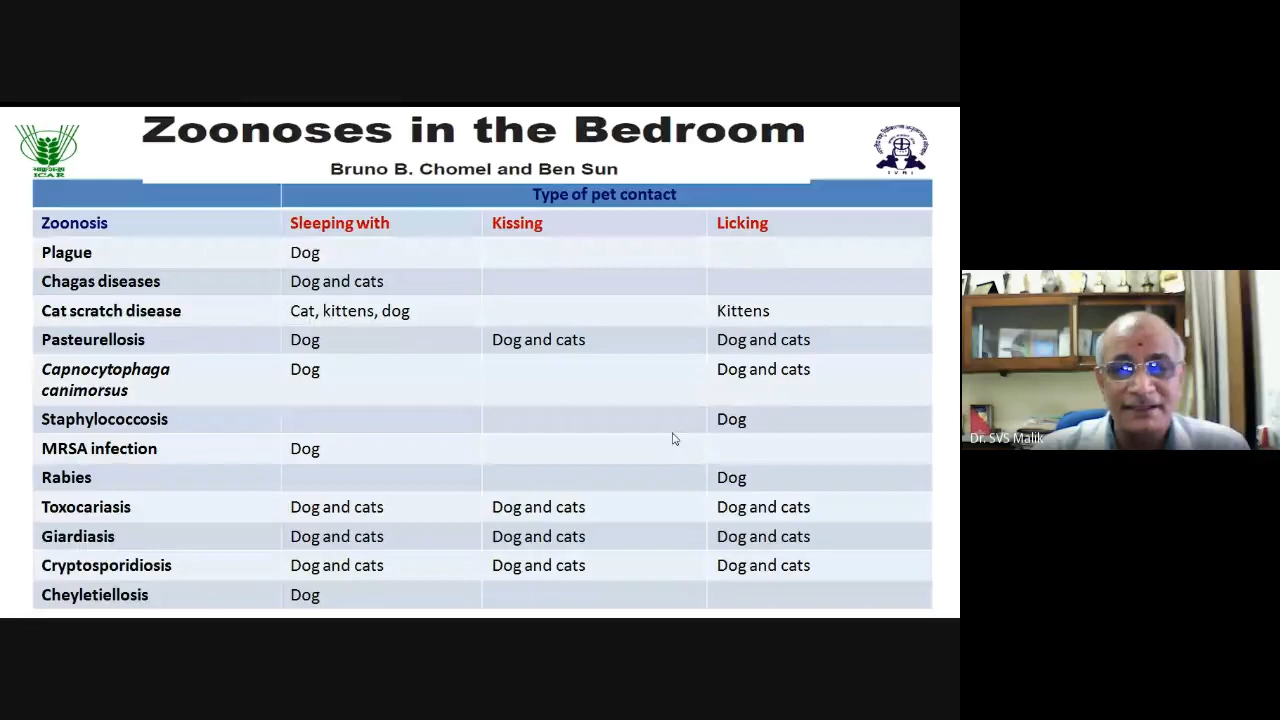 Zoonoses in the Bedroom
Bruno B. Chomel and Ben Sun
ICAR
I V R I
Type of pet contact
Zoonosis Sleeping with Kissing Licking
Plague Dog
Chagas diseases Dog and cats
Cat scratch disease Cat, kittens, dog Kittens
Pasteurellosis Dog Dog and cats Dog and cats
Capnocytophaga Dog Dog and cats
canimorsus
Staphylococcosis Dog
MRSA infection Dog
Rabies Dog
Toxocariasis Dog and cats Dog and cats Dog and cats
Giardiasis Dog and cats Dog and cats Dog and cats
Cryptosporidiosis Dog and cats Dog and cats Dog and cats
Cheyletiellosis Dog
Dr. SVS Malik